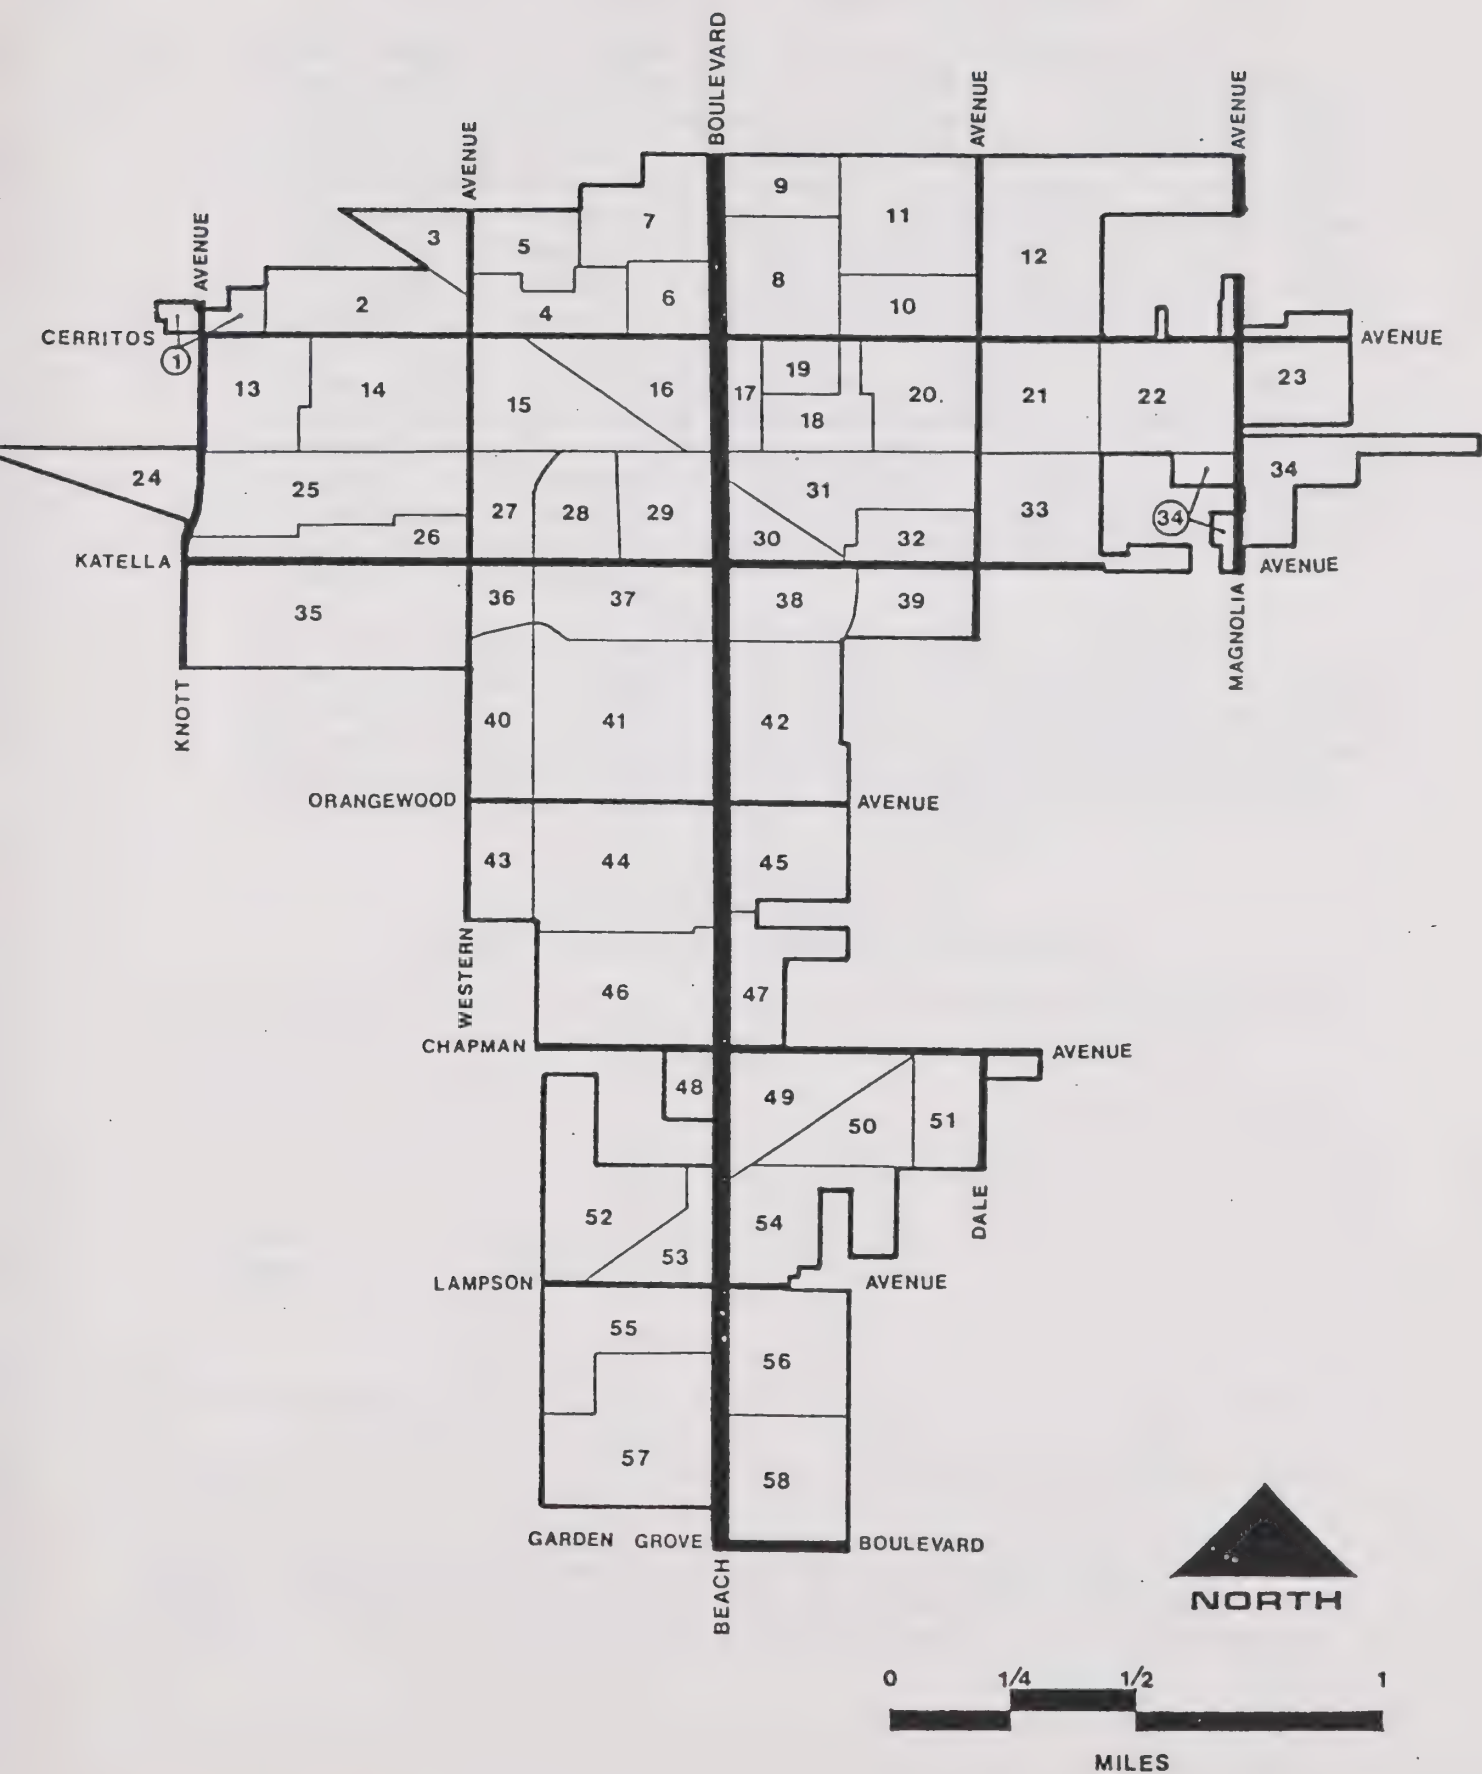 BOULEVARD
AVENUE
AVENUE
AVENUE
AVENUE
9
7
11
3
5
12
8
6
2
10
4
CERRITOS
AVENUE
1
19
23
13
14
16
17
20.
21
22
15
18
24
34
25
31
27
28
29
33
34
26
30
32
KATELLA
AVENUE
36
37
38
39
35
MAGNOLIA
KNOTT
40
41
42
ORANGEWOOD
AVENUE
43
44
45
WESTERN
46
47
CHAPMAN
AVENUE
48
49
50
51
DALE
52
54
53
LAMPSON
AVENUE
55
56
57
58
GARDEN GROVE
BOULEVARD
BEACH
NORTH
0 1/4 1/2 1
MILES